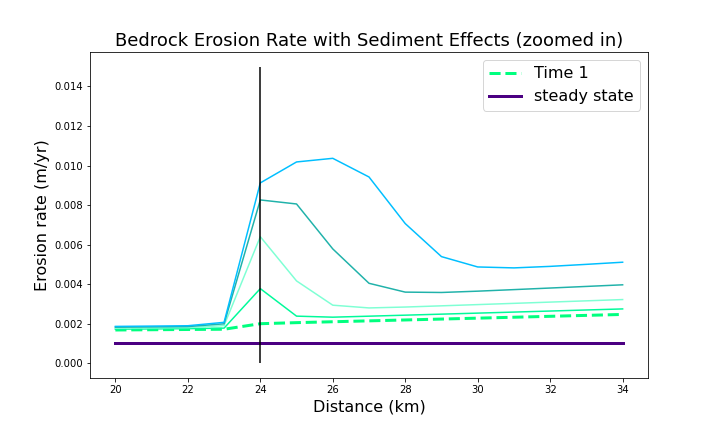 Bedrock Erosion Rate with Sediment Effects (zoomed in)
Time 1
steady state
Erosion rate (m/yr)
0.014
0.012
0.010
0.008
0.006
0.004
0.002
0.000
20 22 24 26 28 30 32 34
Distance (km)